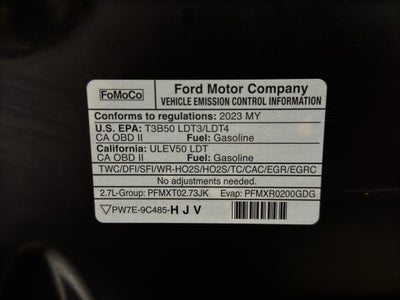 FoMoCo
Ford Motor Company
VEHICLE EMISSION CONTROL INFORMATION
Conforms to regulations: 2023 MY
U.S. EPA: T3B50 LDT3/LDT4
CA OBD II Fuel: Gasoline
California: ULEV50 LDT
CA OBD II Fuel: Gasoline
TWC/DFI/SFI/WR-HO2S/HO2S/TC/CAC/EGR/EGRC
No adjustments needed.
2.7L-Group: PFMXT02.73JK Evap: PFMXR0200GDG
PW7E-9C485-HJV